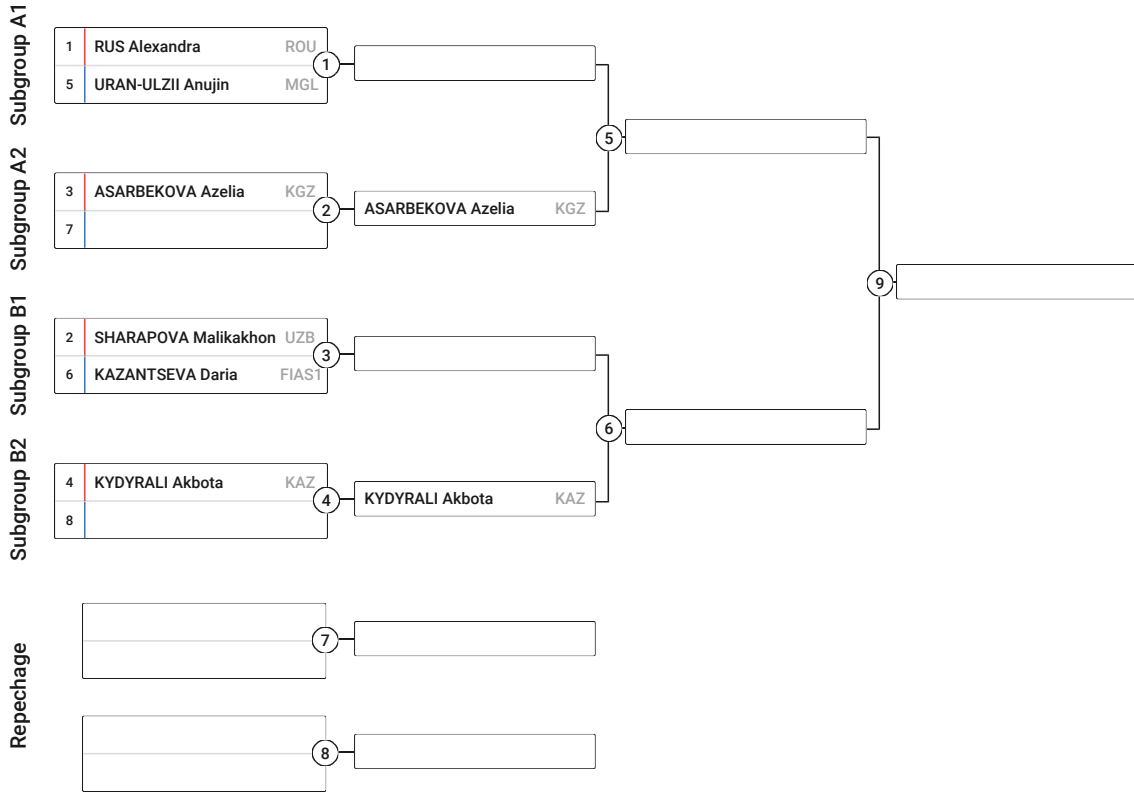 Subgroup A1
1 RUS Alexandra ROU
5 URAN-ULZII Anujin MGL
1
5
Subgroup A2
3 ASARBEKOVA Azelia KGZ
7
2
ASARBEKOVA Azelia KGZ
9
Subgroup B1
2 SHARAPOVA Malikakhon UZB
6 KAZANTSEVA Daria FIAS1
3
6
Subgroup B2
4 KYDYRALI Akbota KAZ
8
4
KYDYRALI Akbota KAZ
Repechage
7
8